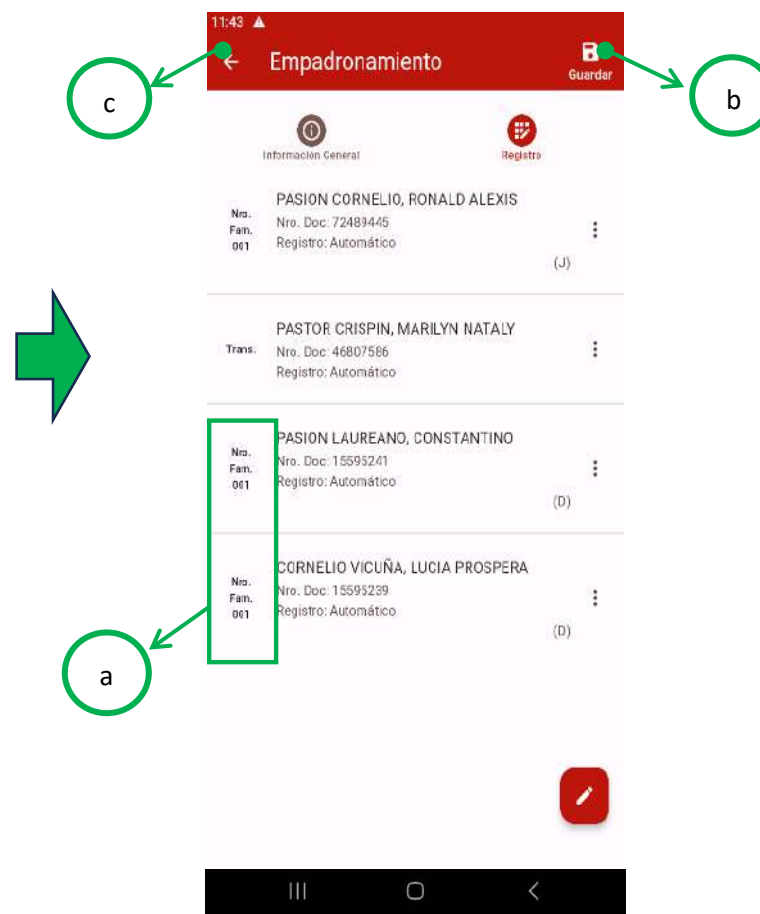 11:43
Empadronamiento
Guardar
c
b
Información General
Registro
PASION CORNELIO, RONALD ALEXIS
Nro. Fam. 001
Nro. Doc: 72489445
Registro: Automático
(J)
PASTOR CRISPIN, MARILYN NATALY
Trans.
Nro. Doc: 46807586
Registro: Automático
PASION LAUREANO, CONSTANTINO
Nro. Fam. 001
Nro. Doc: 15595241
Registro: Automático
(D)
CORNELIO VICUÑA, LUCIA PROSPERA
Nro. Fam. 001
Nro. Doc: 15595239
Registro: Automático
(D)
a